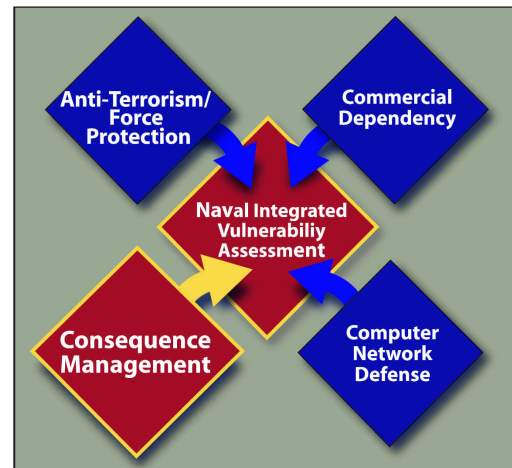 Anti-Terrorism/
Force
Protection
Commercial
Dependency
Naval Integrated
Vulnerabiliy
Assessment
Consequence
Management
Computer
Network
Defense